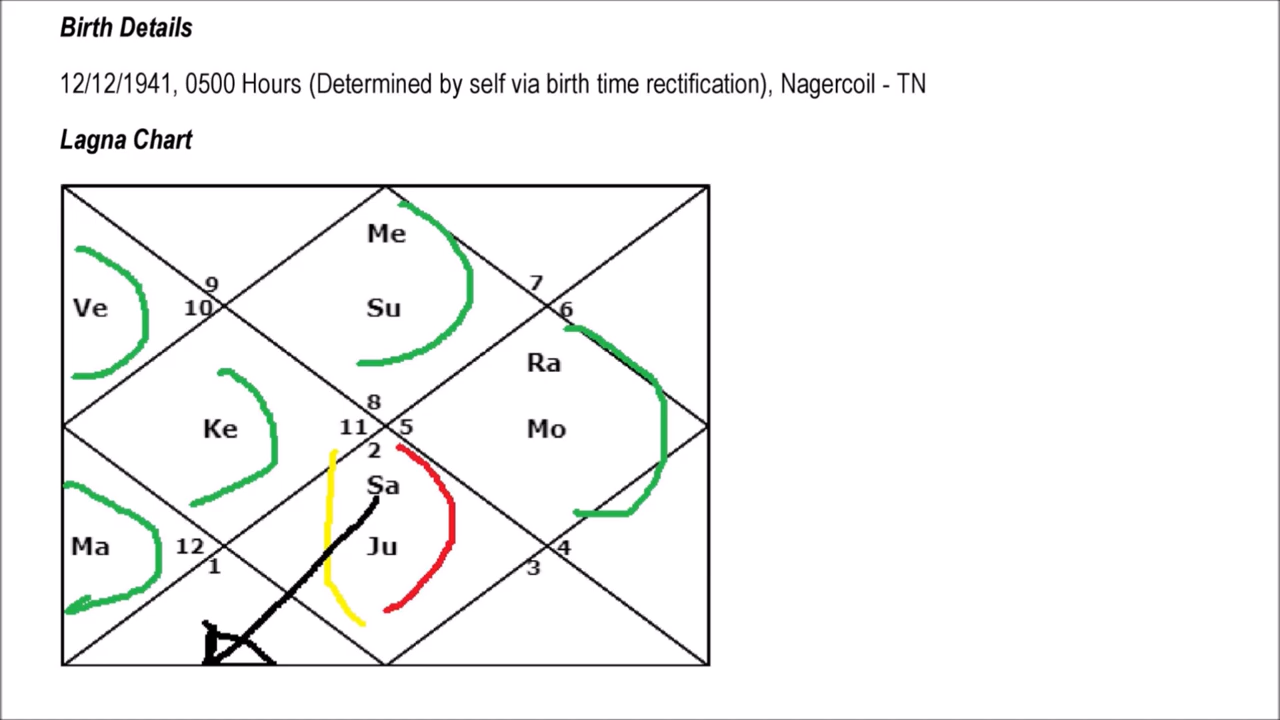 Birth Details
12/12/1941, 0500 Hours (Determined by self via birth time rectification), Nagercoil - TN
Lagna Chart
Me
9
7
Ve
10
Su
6
Ra
8
Ke
11
5
Mo
2
Sa
Ma
12
Ju
4
1
3